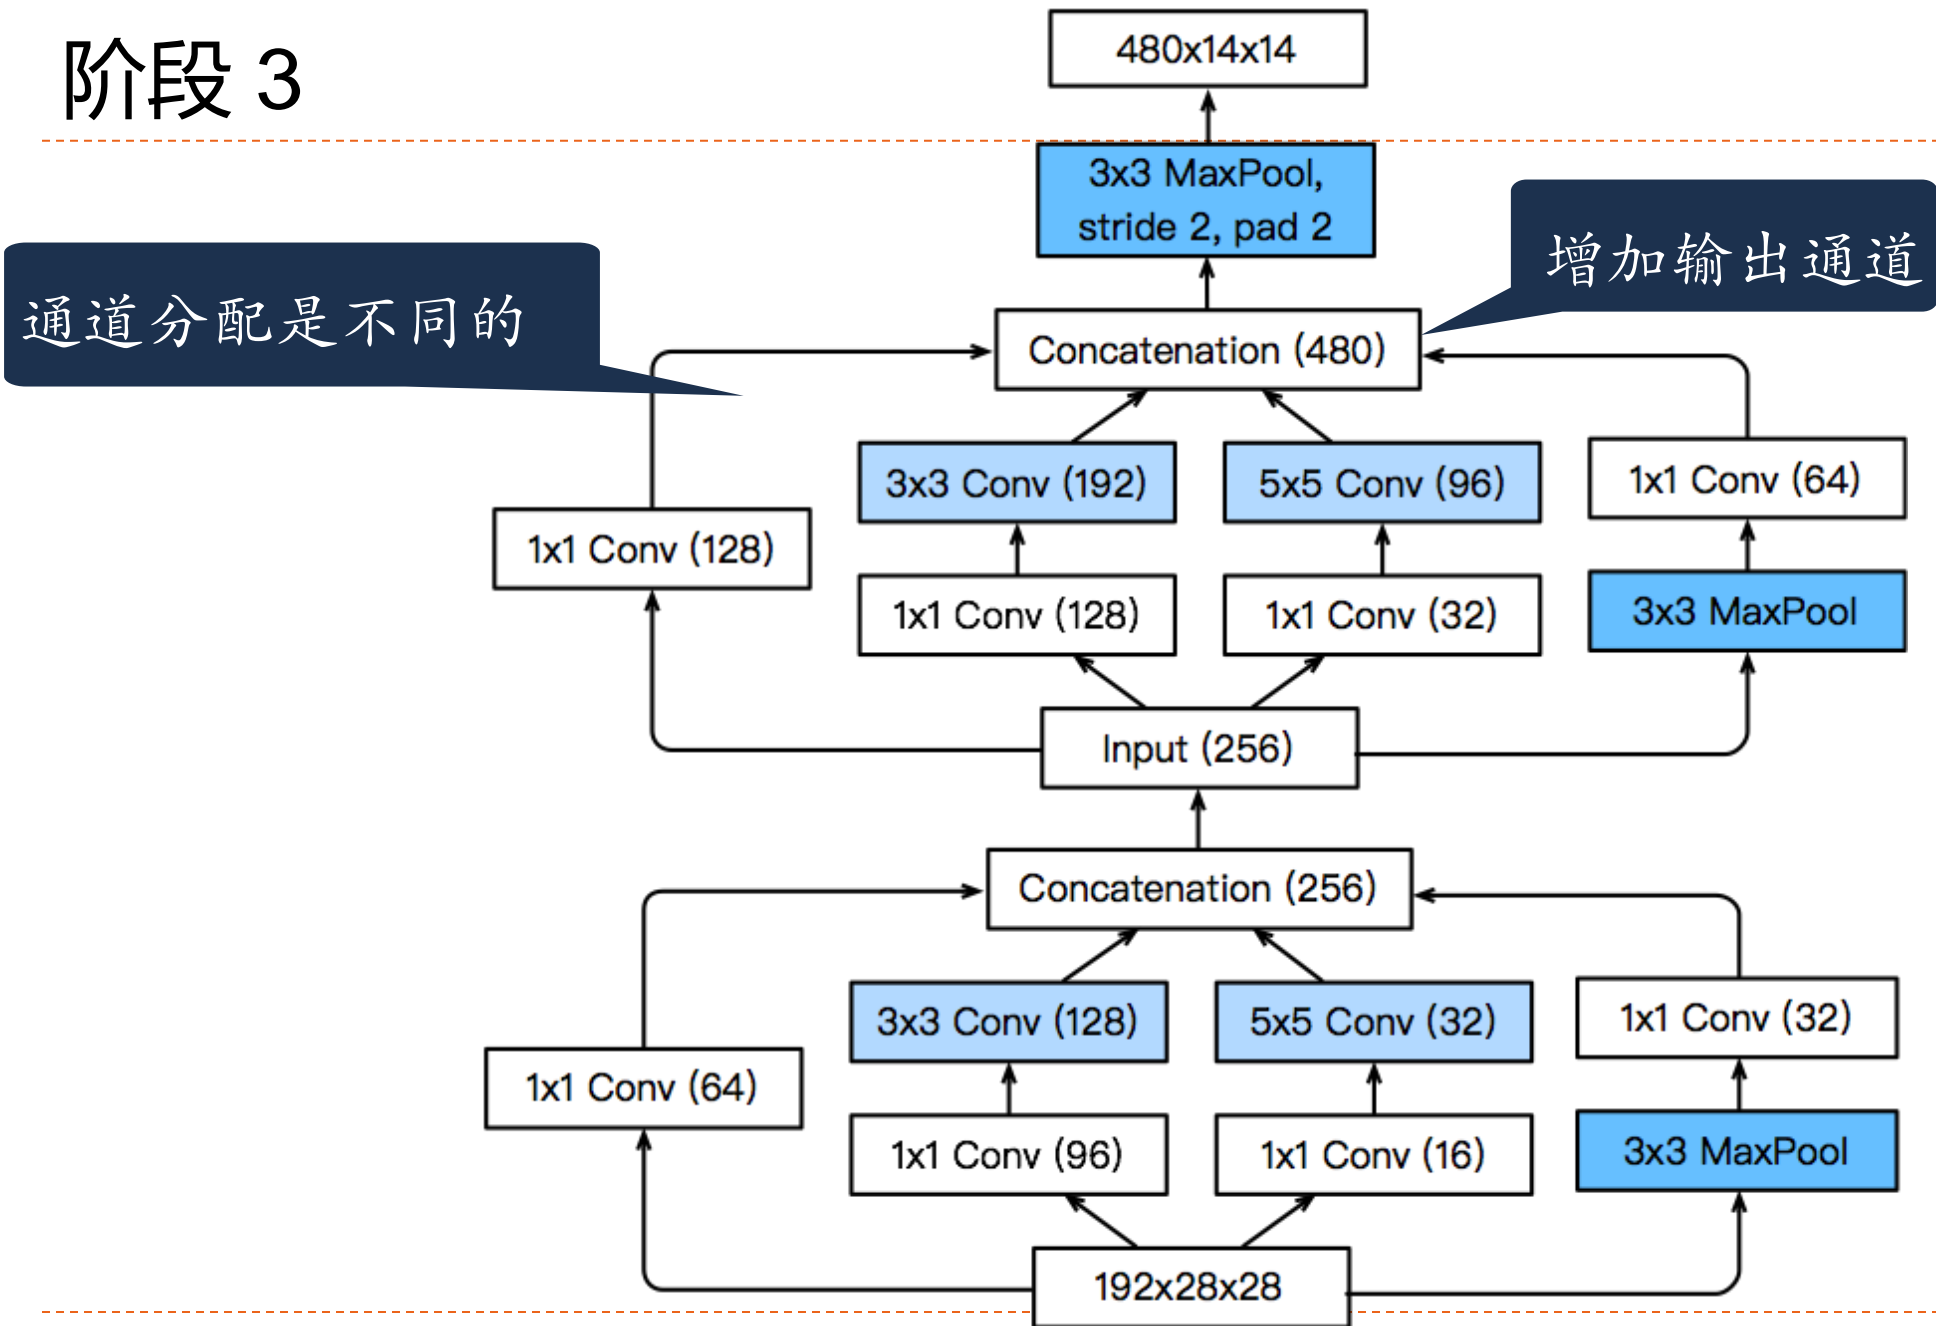 阶段 3
480x14x14
3x3 MaxPool,
stride 2, pad 2
增加输出通道
通道分配是不同的
Concatenation (480)
3x3 Conv (192)
5x5 Conv (96)
1x1 Conv (64)
1x1 Conv (128)
1x1 Conv (128)
1x1 Conv (32)
3x3 MaxPool
Input (256)
Concatenation (256)
3x3 Conv (128)
5x5 Conv (32)
1x1 Conv (32)
1x1 Conv (64)
1x1 Conv (96)
1x1 Conv (16)
3x3 MaxPool
192x28x28